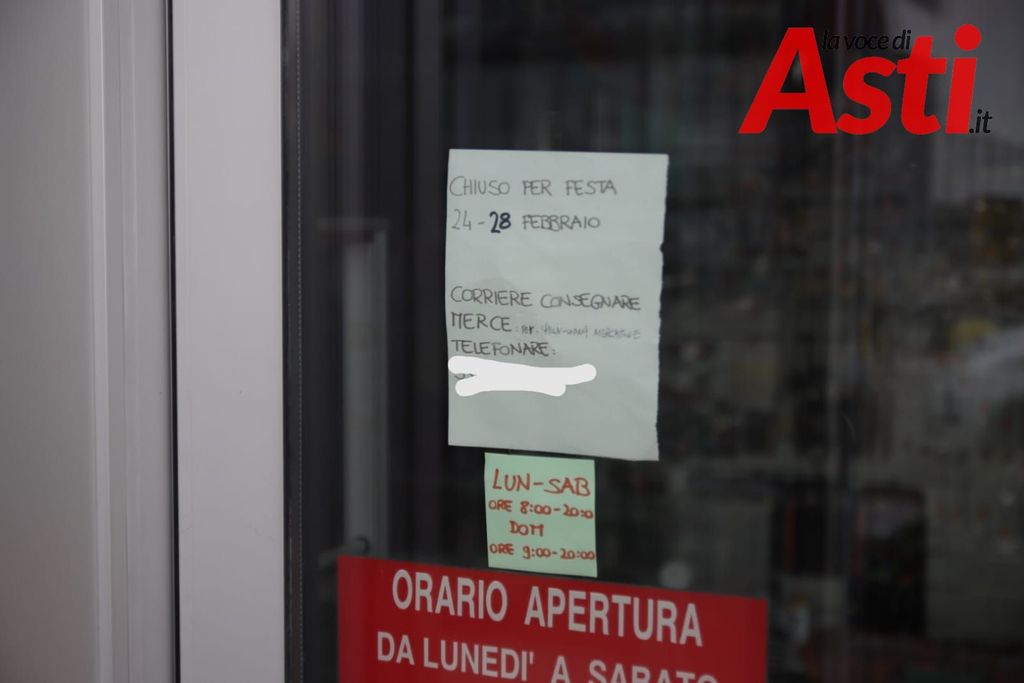 la voce di
Asti
.it
CHIUSO PER FESTA
24-28 FEBBRAIO
CORRIERE CONSEGNARE
MERCE
TELEFONARE:
LUN-SAB
ORE 8:00-20:0
DOM
ORE 9:00-20:00
ORARIO APERTURA
DA LUNEDI' A SABATO